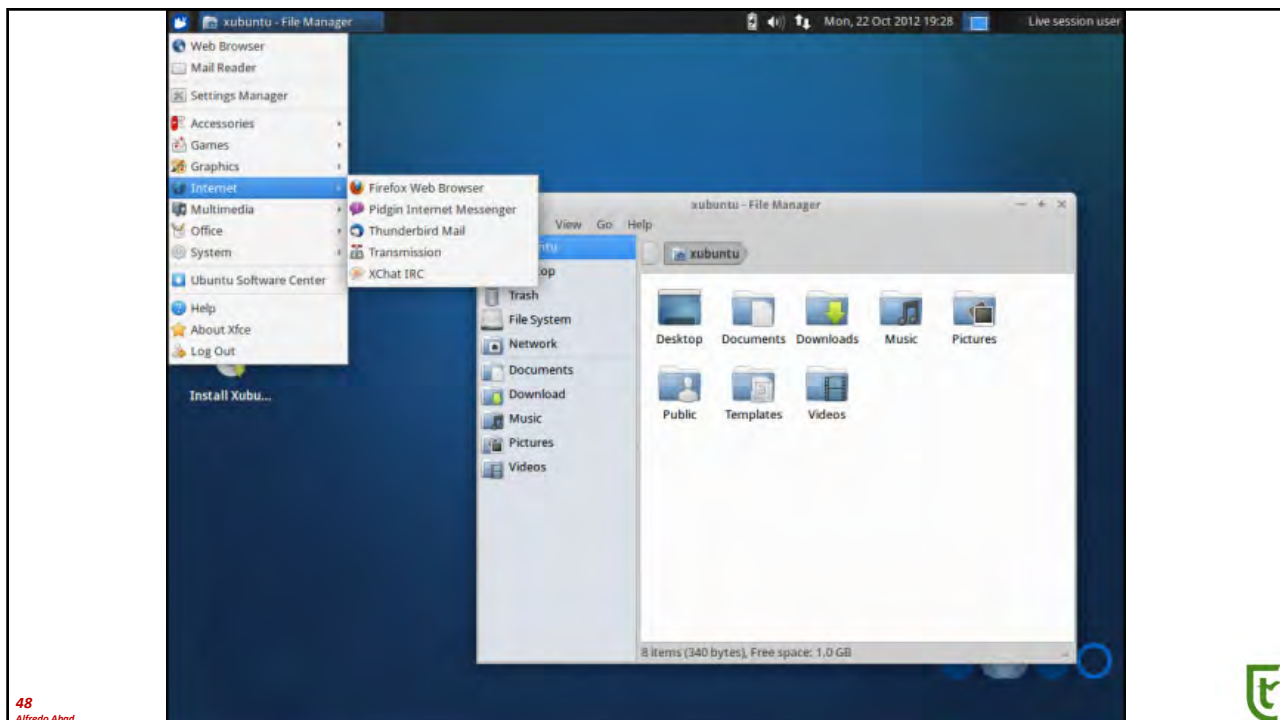 xubuntu - File Manager
Mon, 22 Oct 2012 19:28
Live session user
Web Browser
Mail Reader
Settings Manager
Accessories
Games
Graphics
Internet
Multimedia
Office
System
Ubuntu Software Center
Help
About Xfce
Log Out
Firefox Web Browser
Pidgin Internet Messenger
Thunderbird Mail
Transmission
XChat IRC
Install Xubu...
xubuntu - File Manager
View Go Help
xubuntu
Trash
File System
Network
Documents
Download
Music
Pictures
Videos
Desktop Documents Downloads Music Pictures
Public Templates Videos
8 items (340 bytes), Free space: 1.0 GB
48
Alfredo Abad